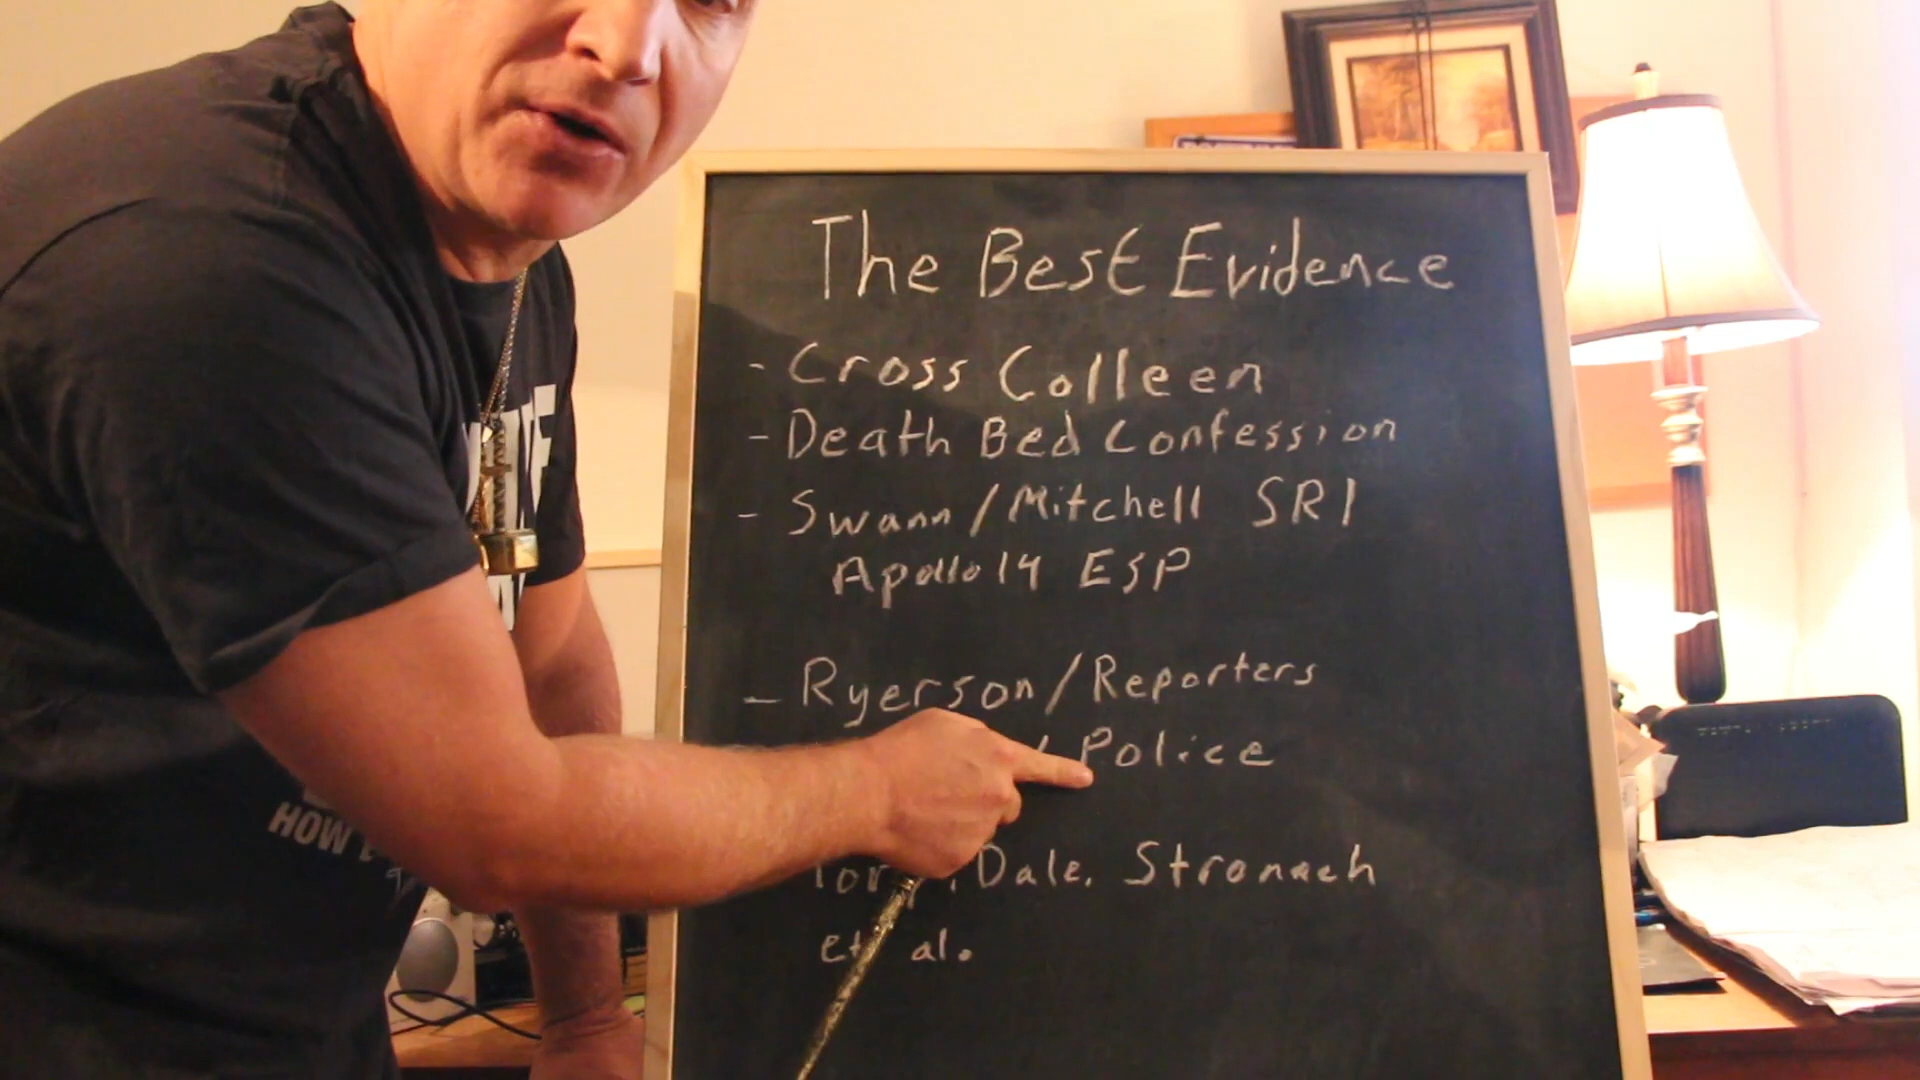 The Best Evidence
- Cross Colleen
- Death Bed Confession
- Swann/Mitchell SRI
Apollo 14 ESP
- Ryerson/Reporters
/Police
Dale. Stronach
et al.
HOW